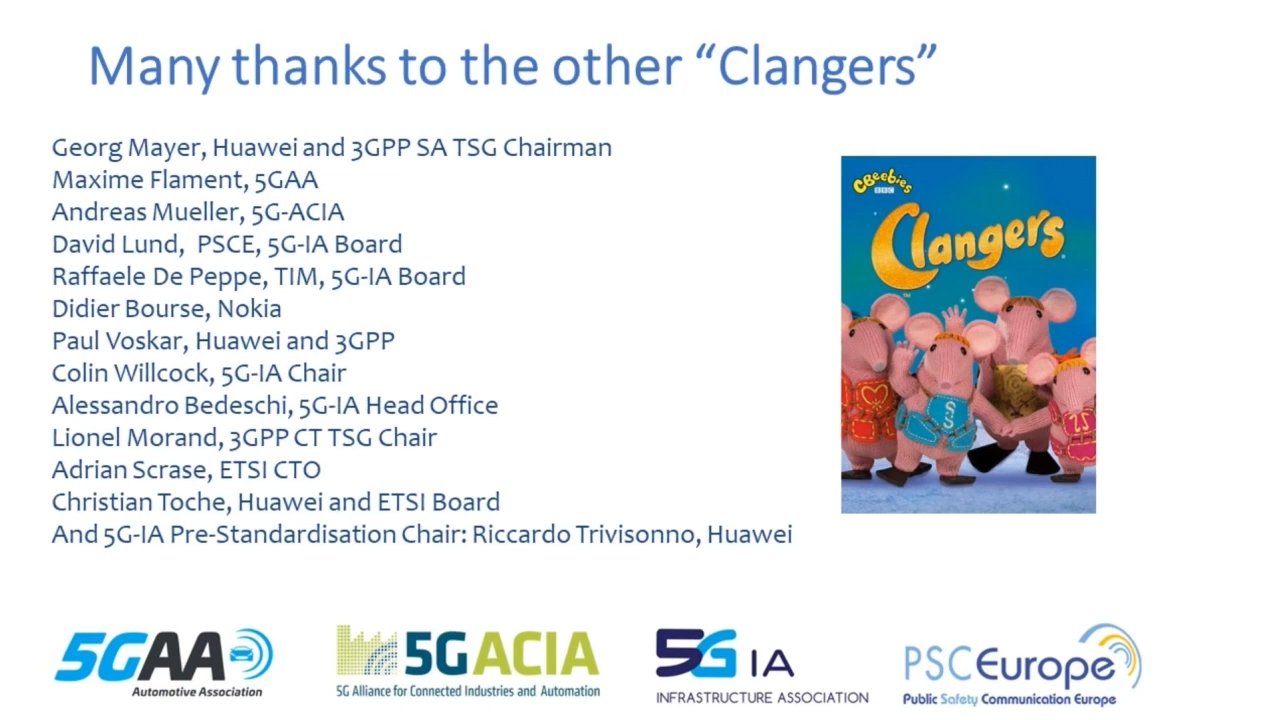 Many thanks to the other “Clangers”
Georg Mayer, Huawei and 3GPP SA TSG Chairman
Maxime Flament, 5GAA
Andreas Mueller, 5G-ACIA
David Lund, PSCE, 5G-IA Board
Raffaele De Peppe, TIM, 5G-IA Board
Didier Bourse, Nokia
Paul Voskar, Huawei and 3GPP
Colin Willcock, 5G-IA Chair
Alessandro Bedeschi, 5G-IA Head Office
Lionel Morand, 3GPP CT TSG Chair
Adrian Scrase, ETSI CTO
Christian Toche, Huawei and ETSI Board
And 5G-IA Pre-Standardisation Chair: Riccardo Trivisonno, Huawei
CBeebies
BBC
Clangers
TM
5GAA
Automotive Association
5G ACIA
5G Alliance for Connected Industries and Automation
5G IA
INFRASTRUCTURE ASSOCIATION
PSCEurope
Public Safety Communication Europe